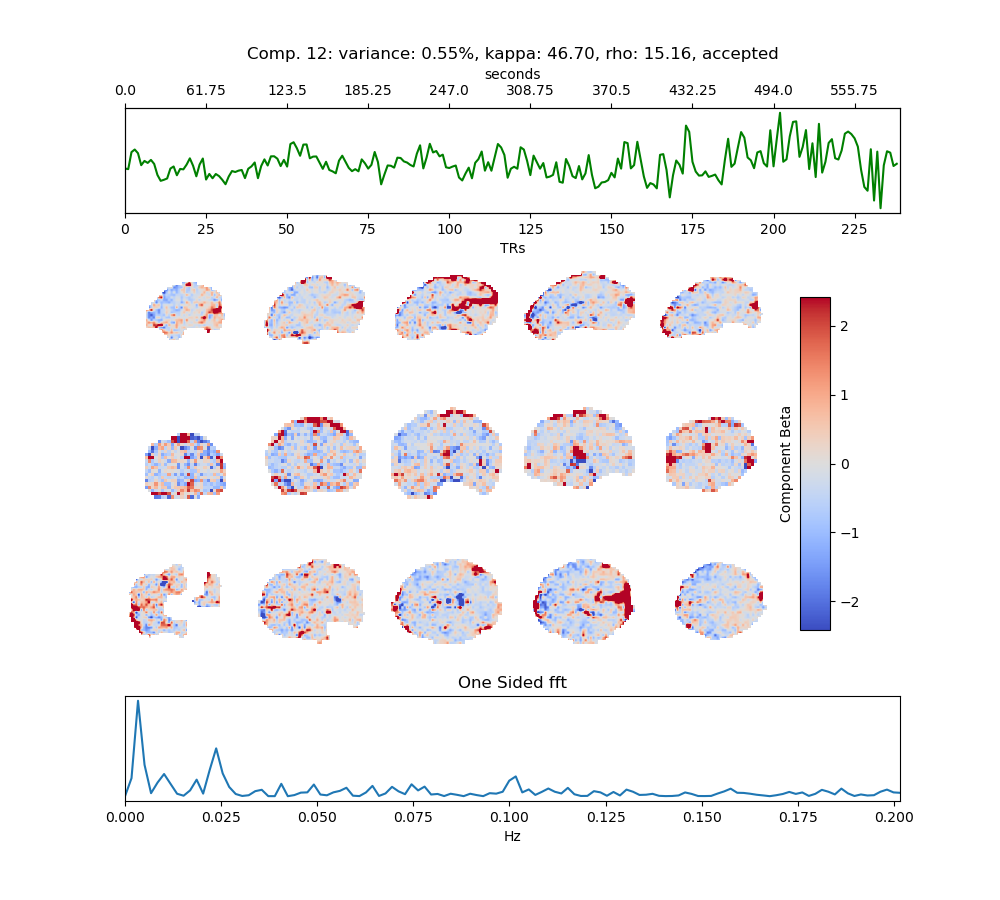 Comp. 12: variance: 0.55%, kappa: 46.70, rho: 15.16, accepted
seconds
0.0 61.75 123.5 185.25 247.0 308.75 370.5 432.25 494.0 555.75
0 25 50 75 100 125 150 175 200 225
TRs
2
1
0
−1
−2
Component Beta
One Sided fft
0.000 0.025 0.050 0.075 0.100 0.125 0.150 0.175 0.200
Hz